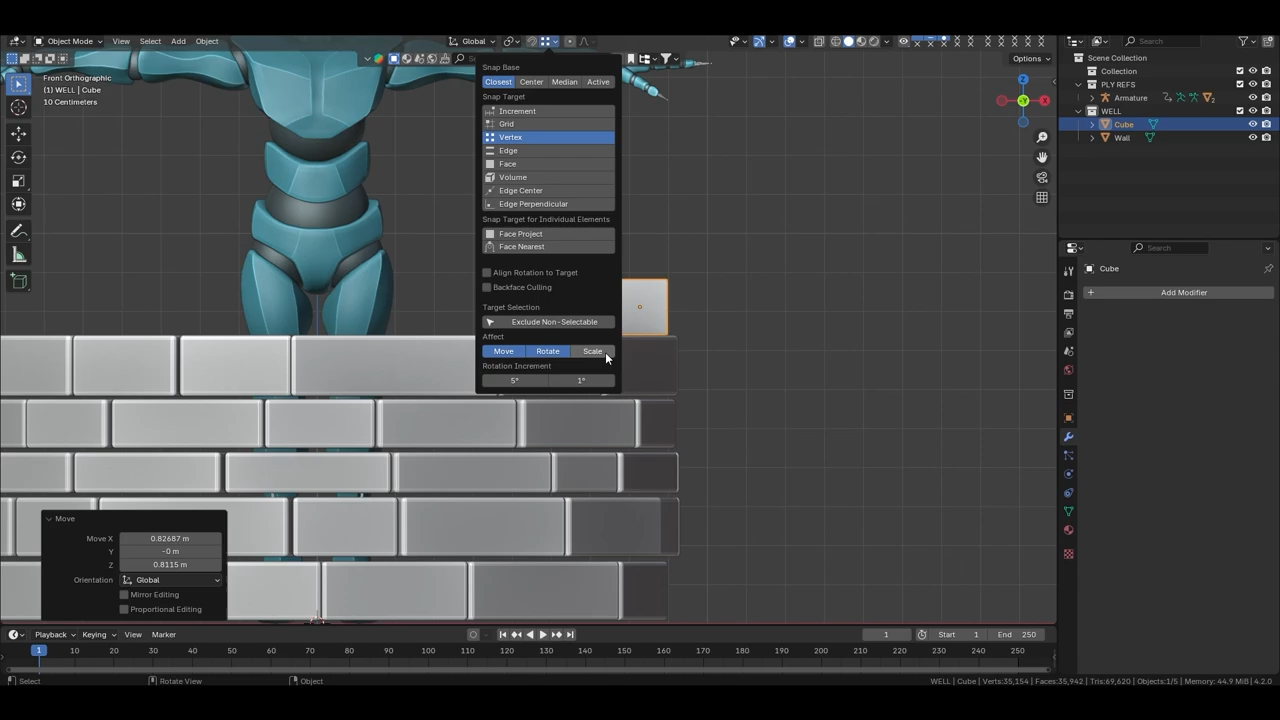 Object Mode View Select Add Object Global Search
Options
Front Orthographic
(1) WELL | Cube
10 Centimeters
Z
Y
X
Snap Base
Closest Center Median Active
Snap Target
Increment
Grid
Vertex
Edge
Face
Volume
Edge Center
Edge Perpendicular
Snap Target for Individual Elements
Face Project
Face Nearest
Align Rotation to Target
Backface Culling
Target Selection
Exclude Non-Selectable
Affect
Move Rotate Scale
Rotation Increment
5° 1°
Move
Move X 0.82687 m
Y -0 m
Z 0.8115 m
Orientation Global
Mirror Editing
Proportional Editing
Scene Collection
Collection
PLY REFS
Armature 2
WELL
Cube
Wall
Search
Cube
Add Modifier
Playback Keying View Marker 1 Start 1 End 250
1 10 20 30 40 50 60 70 80 90 100 110 120 130 140 150 160 170 180 190 200 210 220 230 240 250
Select Rotate View Object WELL | Cube | Verts:35,154 | Faces:35,942 | Tris:69,620 | Objects:1/5 | Memory: 44.9 MiB | 4.2.0